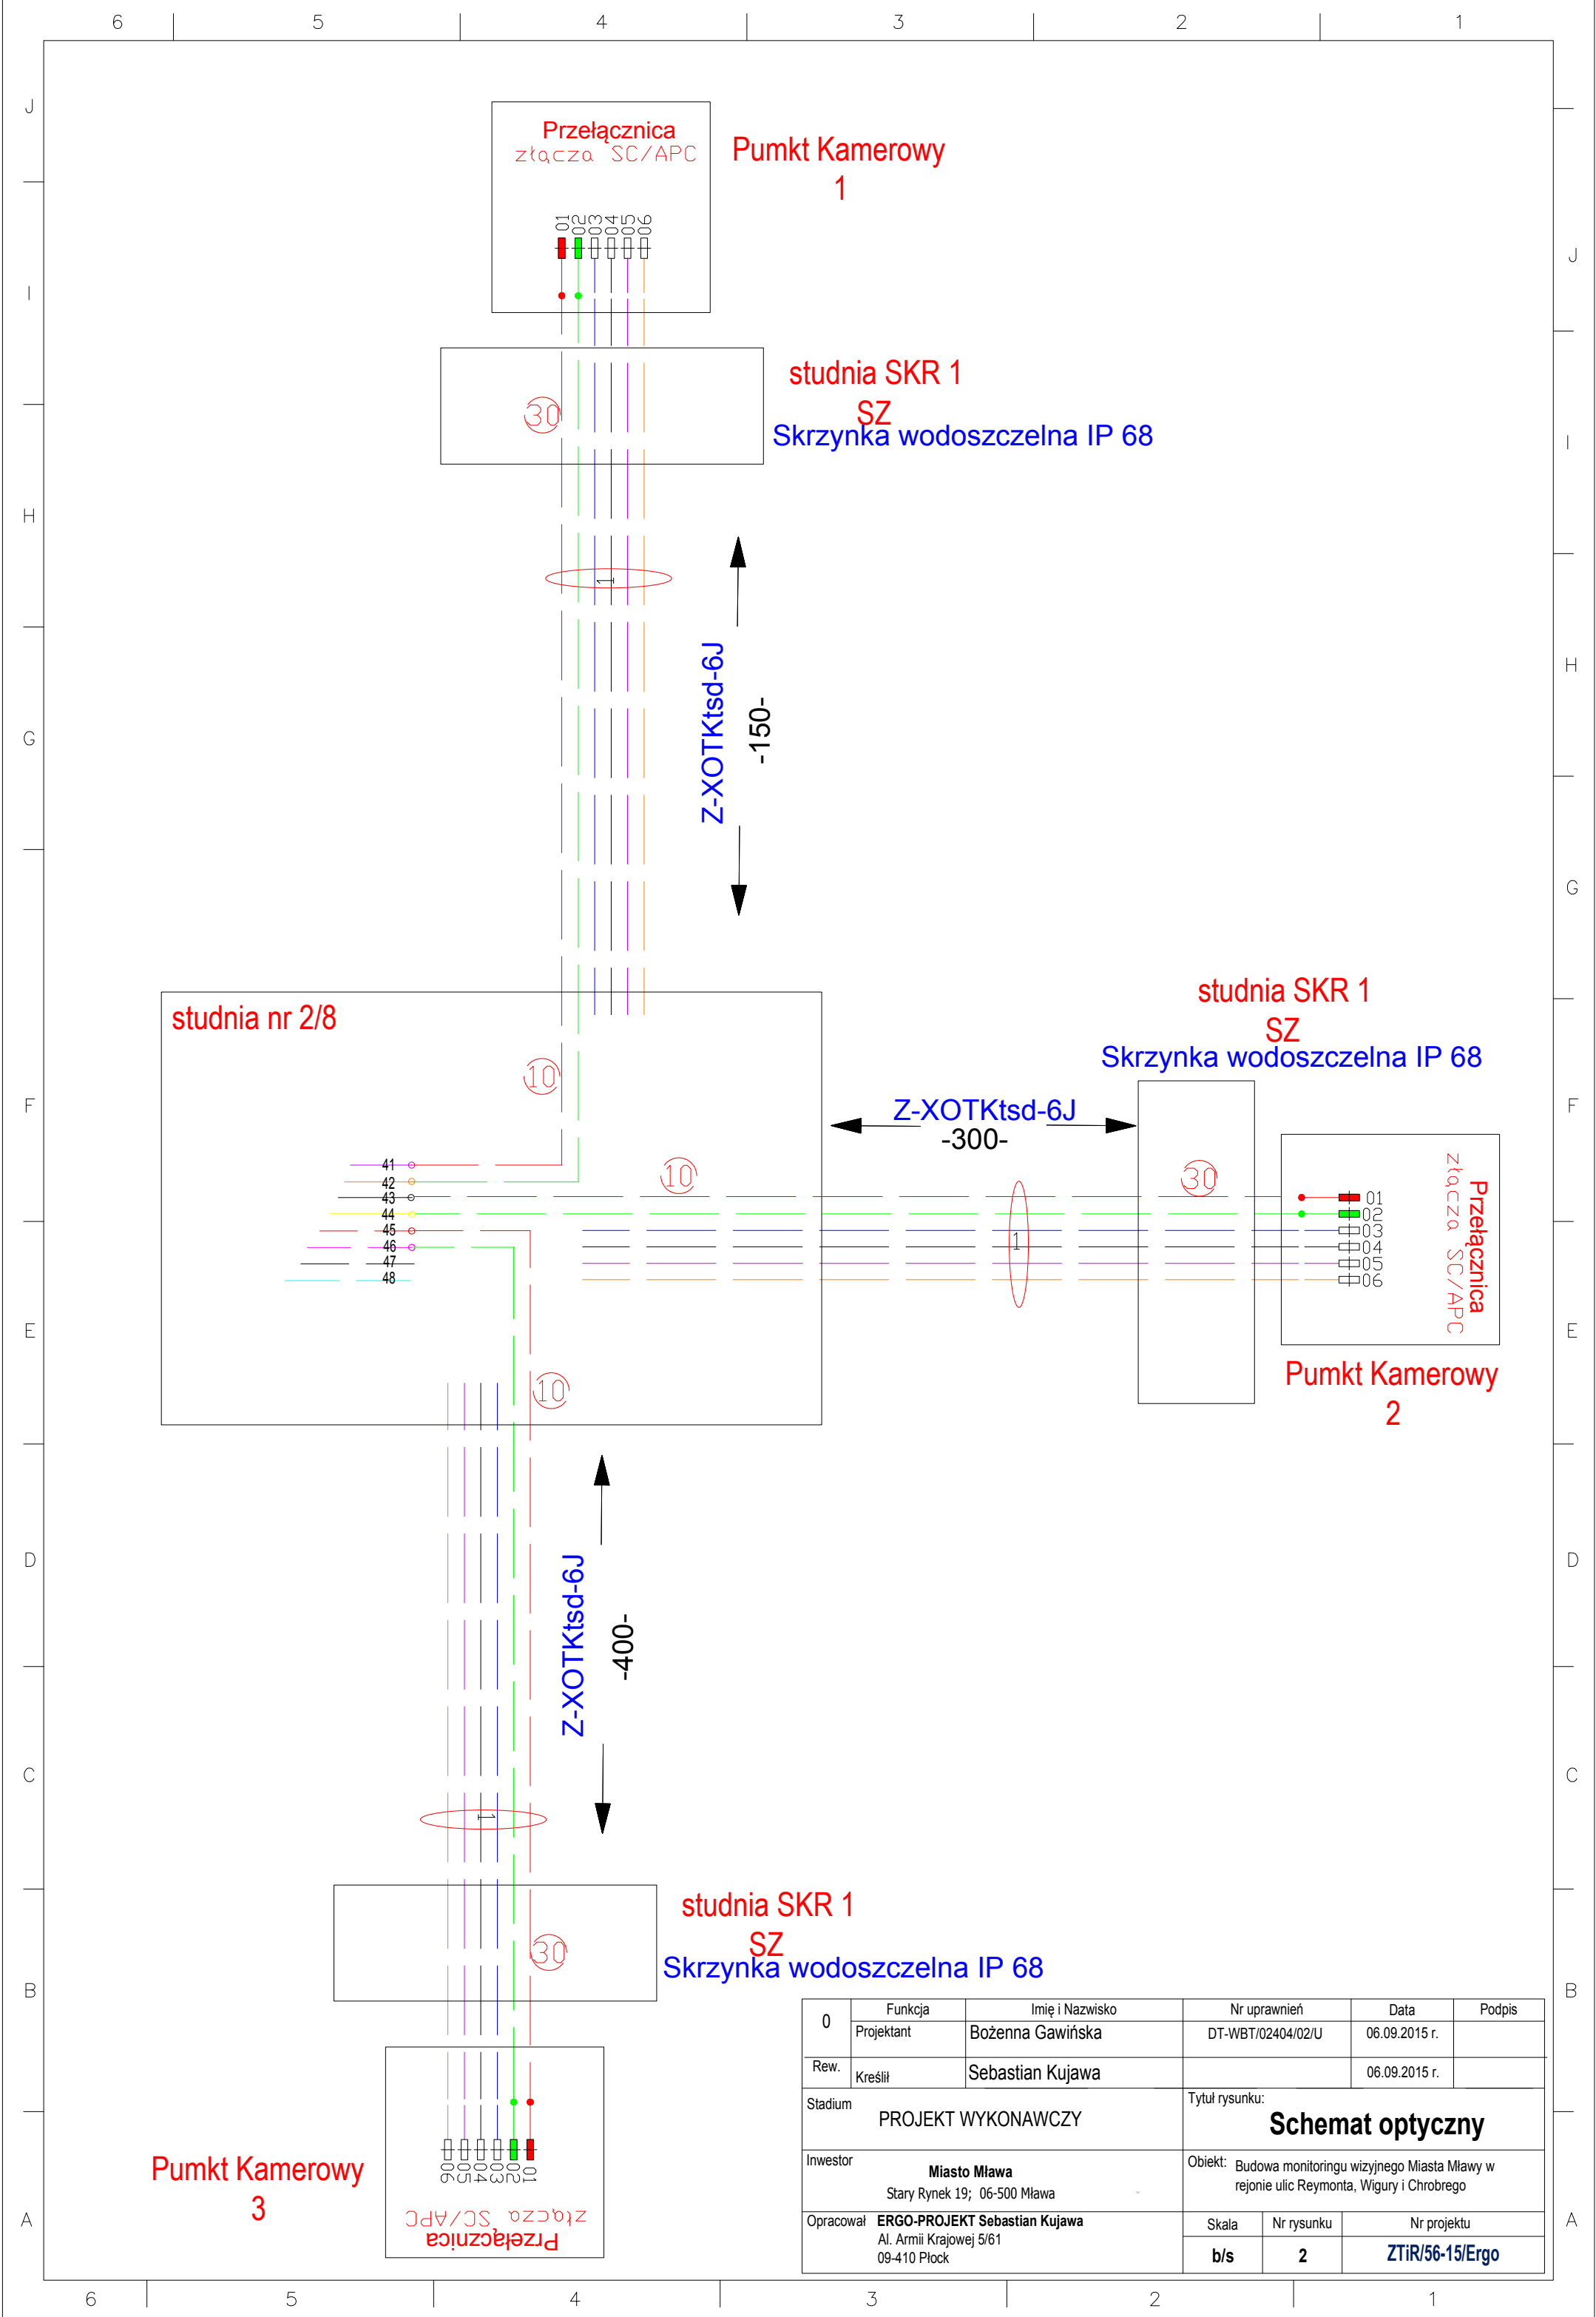 6 5 4 3 2 1
J
J
I
I
H
H
G
G
F
F
E
E
D
D
C
C
B
B
A
A
Przełącznica
złącza SC/APC
Pumkt Kamerowy
1
01 02 03 04 05 06
studnia SKR 1
SZ
Skrzynka wodoszczelna IP 68
30
1
Z-XOTKtsd-6J
-150-
studnia nr 2/8
10
41
42
43
44
45
46
47
48
10
10
studnia SKR 1
SZ
Skrzynka wodoszczelna IP 68
Z-XOTKtsd-6J
-300-
30
1
01
02
03
04
05
06
Przełącznica
złącza SC/APC
Pumkt Kamerowy
2
Z-XOTKtsd-6J
-400-
1
studnia SKR 1
SZ
Skrzynka wodoszczelna IP 68
30
06 05 04 03 02 01
złącza SC/APC
Przełącznica
Pumkt Kamerowy
3
0 Funkcja Imię i Nazwisko Nr uprawnień Data Podpis
Projektant Bożenna Gawińska DT-WBT/02404/02/U 06.09.2015 r.
Rew. Kreślił Sebastian Kujawa 06.09.2015 r.
Stadium
PROJEKT WYKONAWCZY
Tytuł rysunku:
Schemat optyczny
Inwestor
Miasto Mława
Stary Rynek 19; 06-500 Mława
Obiekt: Budowa monitoringu wizyjnego Miasta Mławy w
rejonie ulic Reymonta, Wigury i Chrobrego
Opracował ERGO-PROJEKT Sebastian Kujawa
Al. Armii Krajowej 5/61
09-410 Płock
Skala Nr rysunku Nr projektu
b/s 2 ZTiR/56-15/Ergo
6 5 4 3 2 1